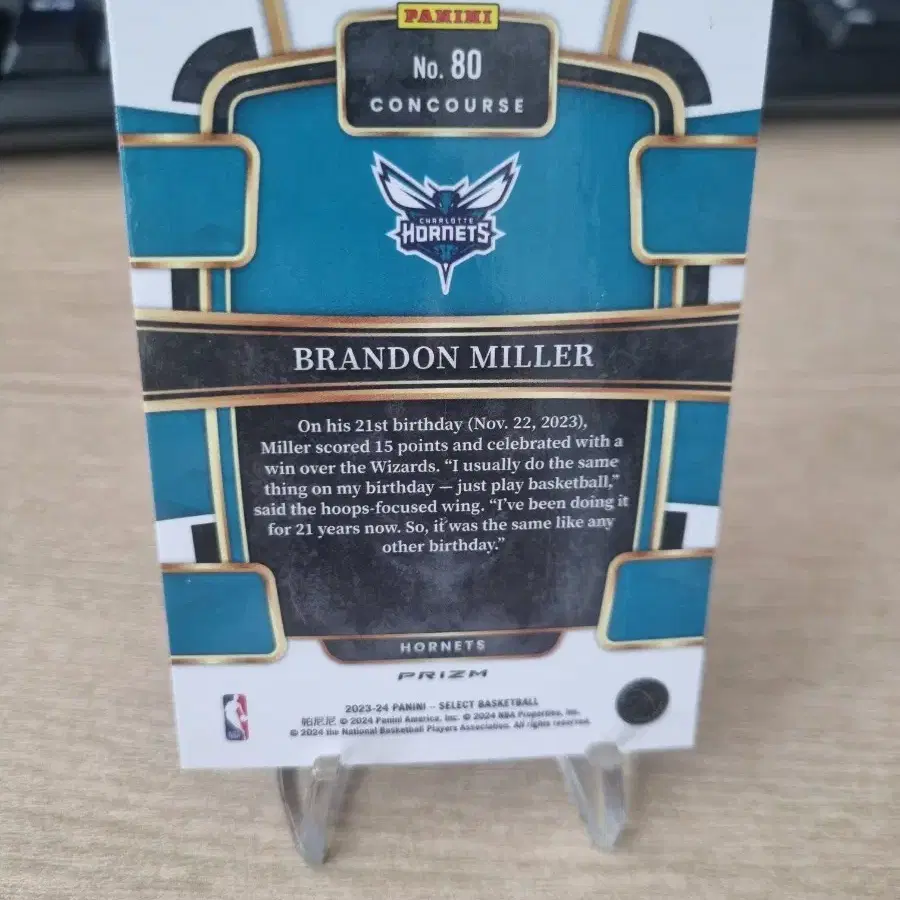 PANINI
No. 80
CONCOURSE
CHARLOTTE
HORNETS
BRANDON MILLER
On his 21st birthday (Nov. 22, 2023),
Miller scored 15 points and celebrated with a
win over the Wizards. “I usually do the same
thing on my birthday — just play basketball,”
said the hoops-focused wing. “I've been doing it
for 21 years now. So, it was the same like any
other birthday.”
HORNETS
PRIZM
2023-24 PANINI - SELECT BASKETBALL
帕尼尼 © 2024 Panini America, Inc. © 2024 NBA Properties, Inc.
© 2024 the National Basketball Players Association. All rights reserved.